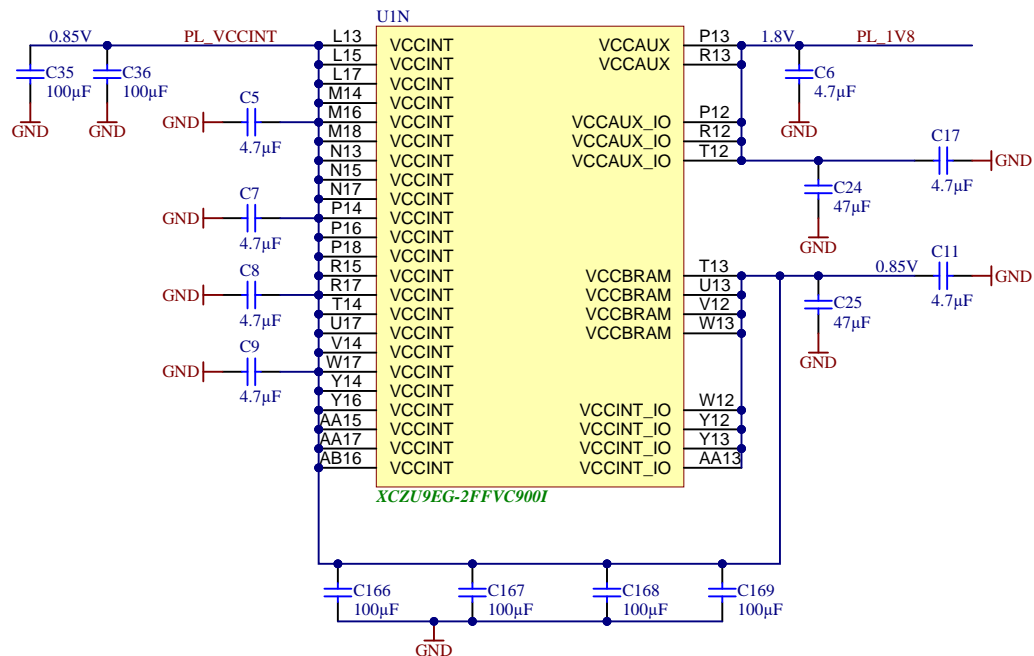 U1N
0.85V PL_VCCINT
C35 100µF
C36 100µF
GND GND
C5 4.7µF GND
C7 4.7µF GND
C8 4.7µF GND
C9 4.7µF GND
L13 VCCINT
L15 VCCINT
L17 VCCINT
M14 VCCINT
M16 VCCINT
M18 VCCINT
N13 VCCINT
N15 VCCINT
N17 VCCINT
P14 VCCINT
P16 VCCINT
P18 VCCINT
R15 VCCINT
R17 VCCINT
T14 VCCINT
U17 VCCINT
V14 VCCINT
W17 VCCINT
Y14 VCCINT
Y16 VCCINT
AA15 VCCINT
AA17 VCCINT
AB16 VCCINT
VCCAUX P13
VCCAUX R13
VCCAUX_IO P12
VCCAUX_IO R12
VCCAUX_IO T12
VCCBRAM T13
VCCBRAM U13
VCCBRAM V12
VCCBRAM W13
VCCINT_IO W12
VCCINT_IO Y12
VCCINT_IO Y13
VCCINT_IO AA13
XCZU9EG-2FFVC900I
1.8V PL_1V8
C6
4.7µF
GND
C17
4.7µF
GND
C24
47µF
GND
0.85V
C11
4.7µF
GND
C25
47µF
GND
C166 C167 C168 C169
100µF 100µF 100µF 100µF
GND